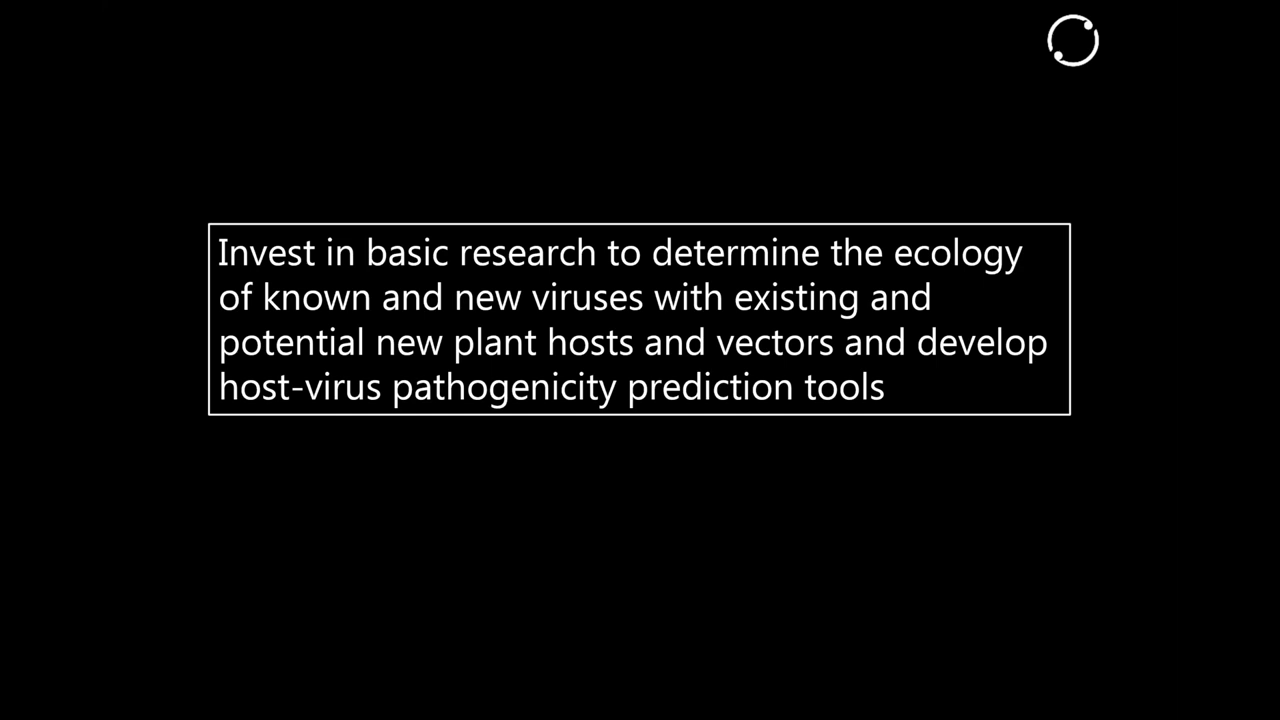 Invest in basic research to determine the ecology
of known and new viruses with existing and
potential new plant hosts and vectors and develop
host-virus pathogenicity prediction tools